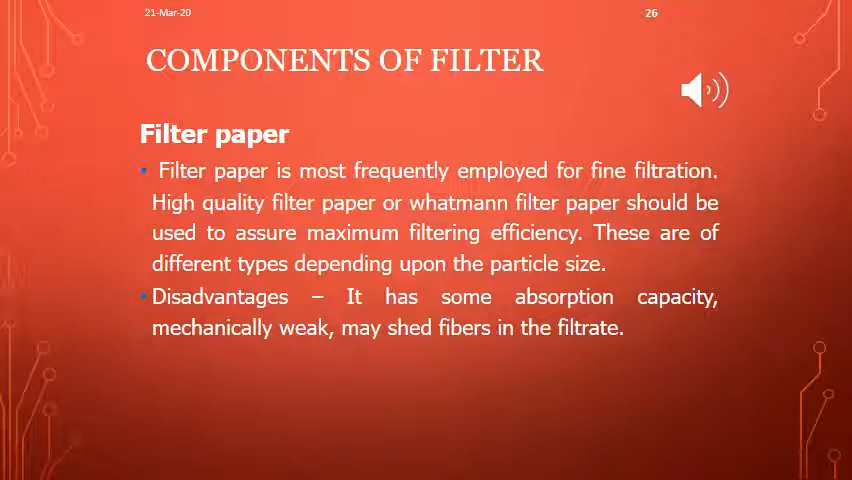 21-Mar-20
26
COMPONENTS OF FILTER
Filter paper
• Filter paper is most frequently employed for fine filtration.
High quality filter paper or whatmann filter paper should be
used to assure maximum filtering efficiency. These are of
different types depending upon the particle size.
• Disadvantages – It has some absorption capacity,
mechanically weak, may shed fibers in the filtrate.